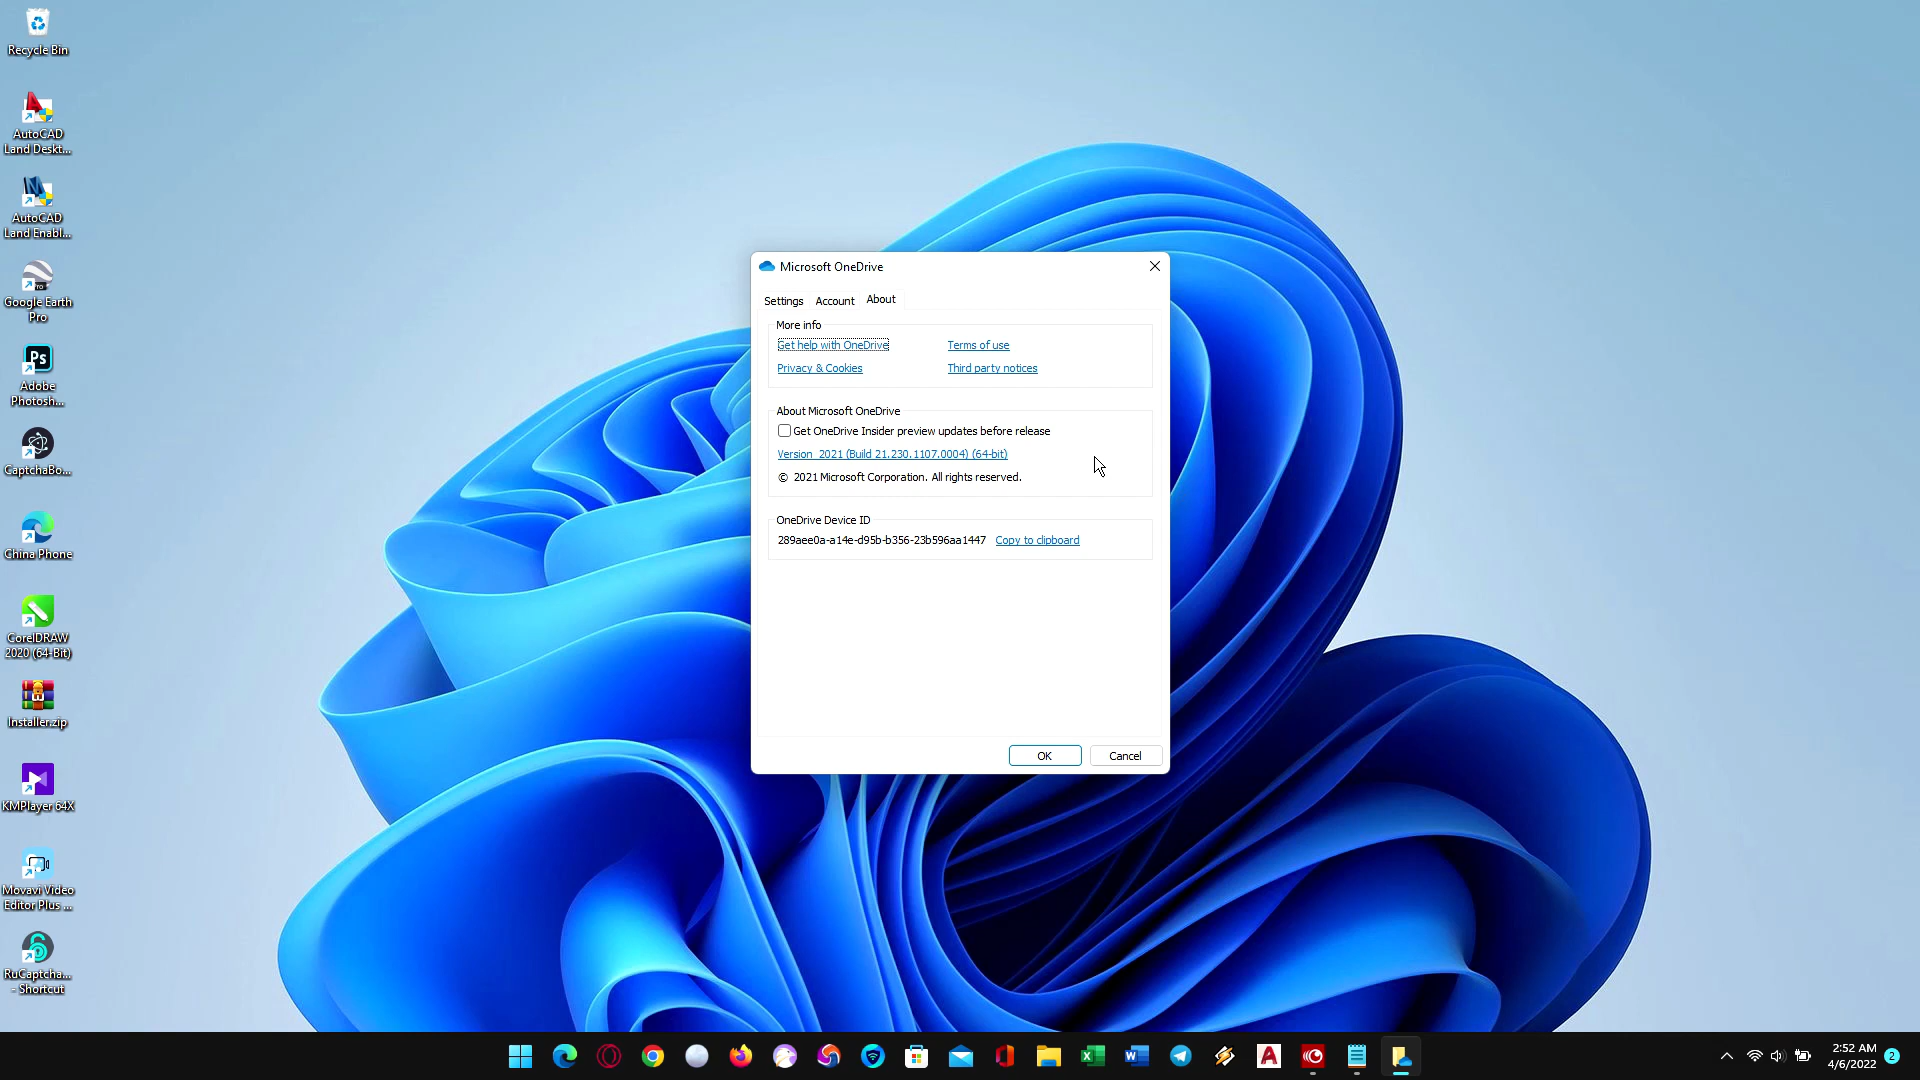 Recycle Bin
AutoCAD
Land Deskt...
AutoCAD
Land Enabl...
Google Earth
Pro
Adobe
Photosh...
CaptchaBo...
China Phone
CorelDRAW
2020 (64-Bit)
Installer.zip
KMPlayer 64X
Movavi Video
Editor Plus ...
RuCaptcha...
- Shortcut
Microsoft OneDrive
Settings Account About
More info
Get help with OneDrive Terms of use
Privacy & Cookies Third party notices
About Microsoft OneDrive
Get OneDrive Insider preview updates before release
Version 2021 (Build 21.230.1107.0004) (64-bit)
© 2021 Microsoft Corporation. All rights reserved.
OneDrive Device ID
289aee0a-a14e-d95b-b356-23b596aa1447 Copy to clipboard
OK Cancel
2:52 AM
4/6/2022
2